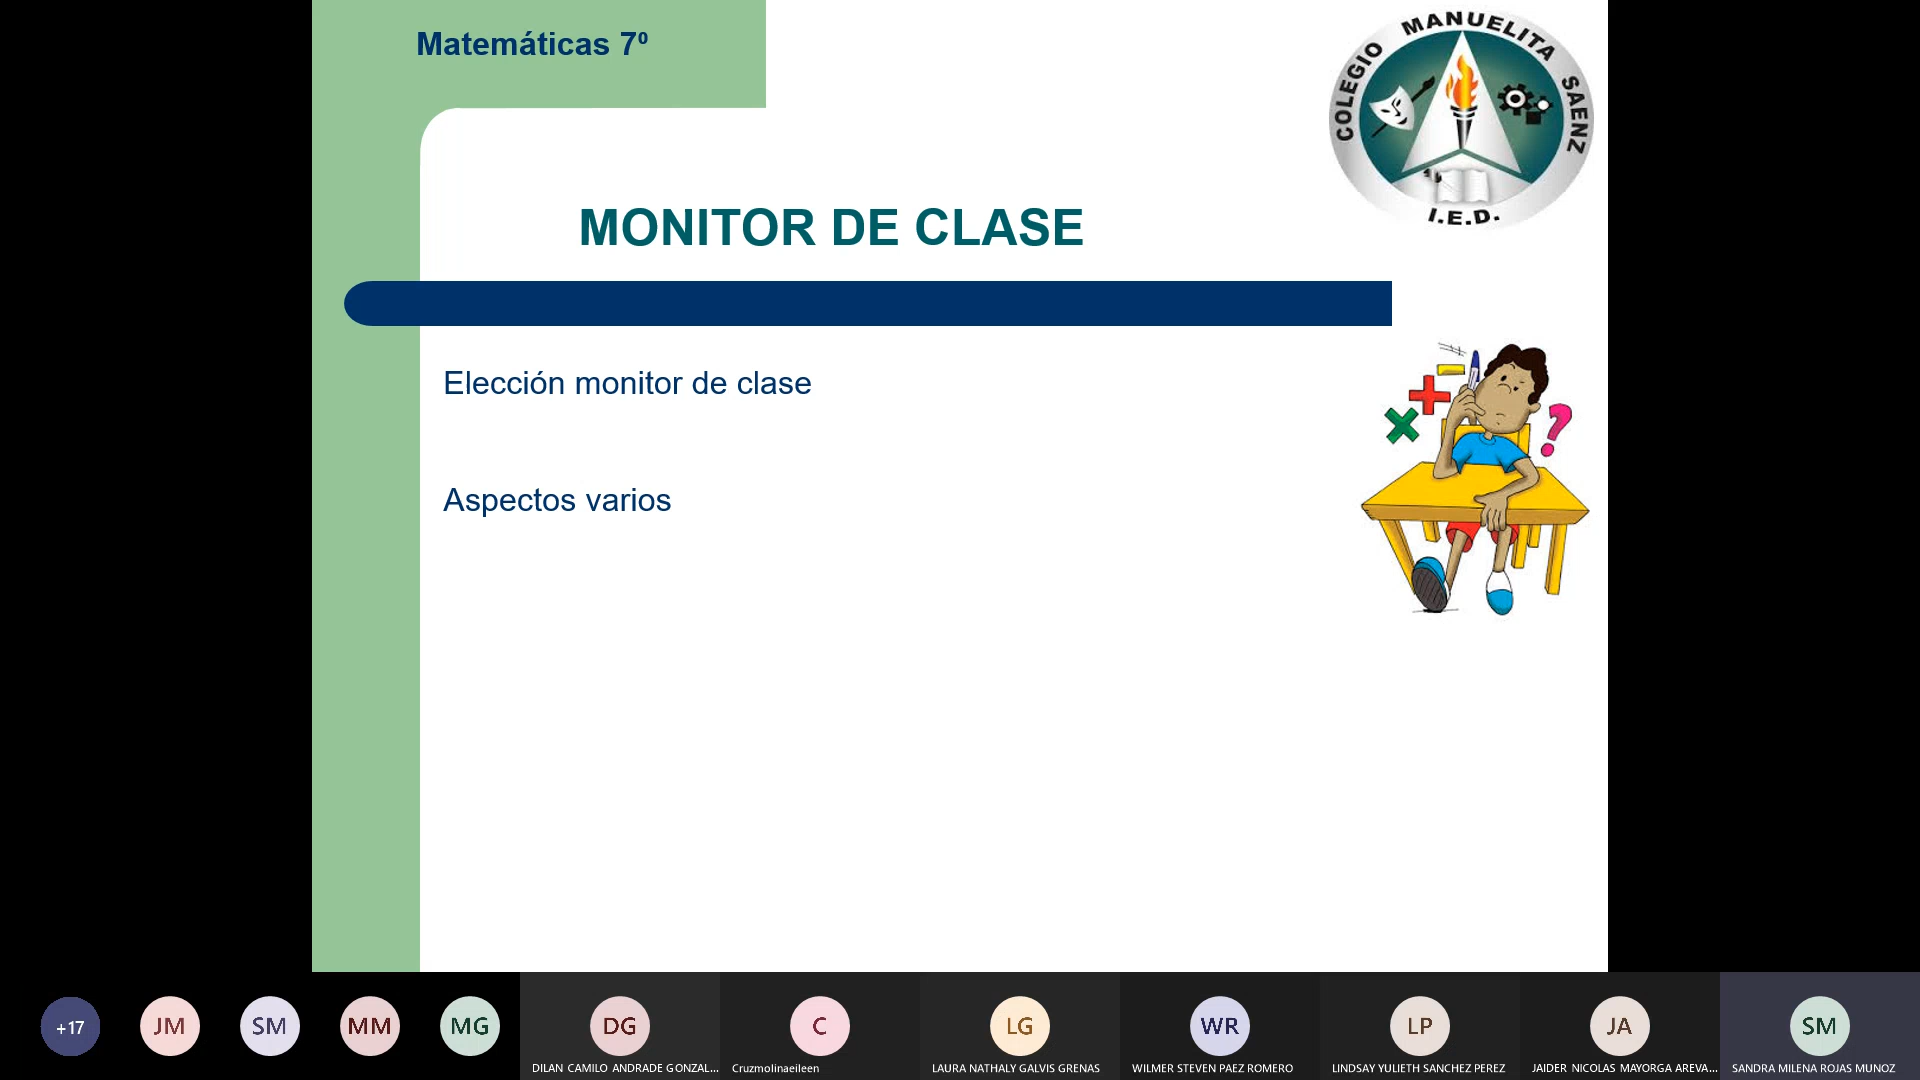 Matemáticas 7º
COLEGIO MANUELITA SAENZ
I.E.D.
MONITOR DE CLASE
Elección monitor de clase
Aspectos varios
+17
JM
SM
MM
MG
DG
C
LG
WR
LP
JA
SM
DILAN CAMILO ANDRADE GONZAL...
Cruzmolinaeileen
LAURA NATHALY GALVIS GRENAS
WILMER STEVEN PAEZ ROMERO
LINDSAY YULIETH SANCHEZ PEREZ
JAIDER NICOLAS MAYORGA AREVA...
SANDRA MILENA ROJAS MUNOZ